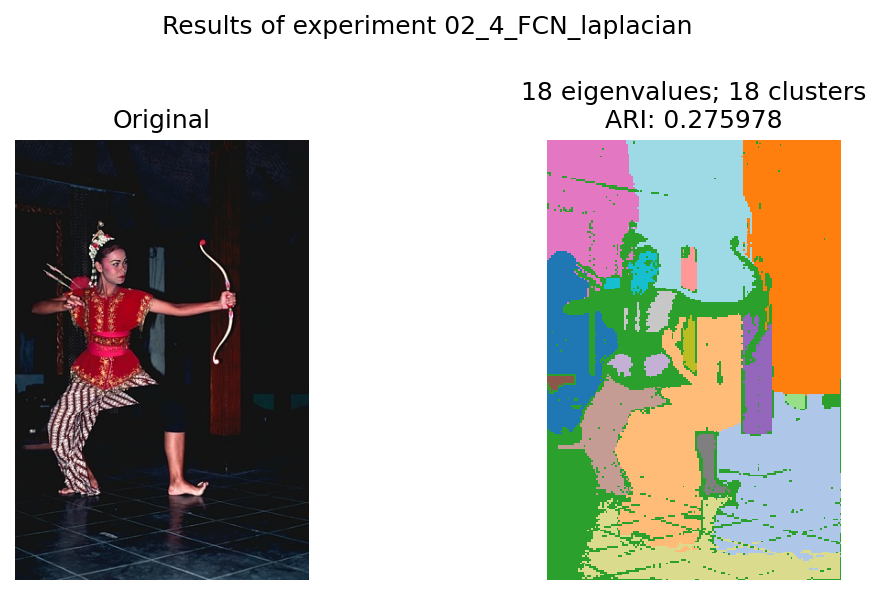 Results of experiment 02_4_FCN_laplacian
Original
18 eigenvalues; 18 clusters
ARI: 0.275978